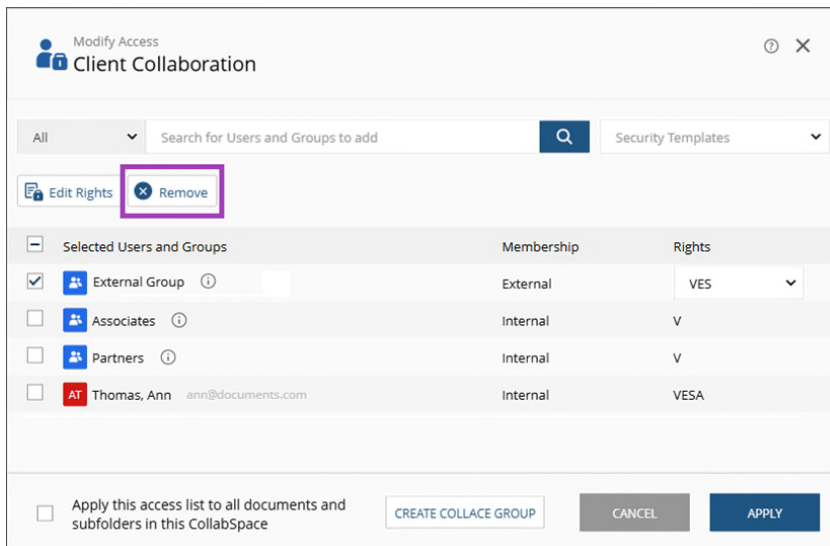 Modify Access
Client Collaboration
All
Search for Users and Groups to add
Security Templates
Edit Rights
Remove
Selected Users and Groups Membership Rights
External Group External VES
Associates Internal V
Partners Internal V
AT Thomas, Ann ann@documents.com Internal VESA
Apply this access list to all documents and
subfolders in this CollabSpace
CREATE COLLACE GROUP
CANCEL
APPLY